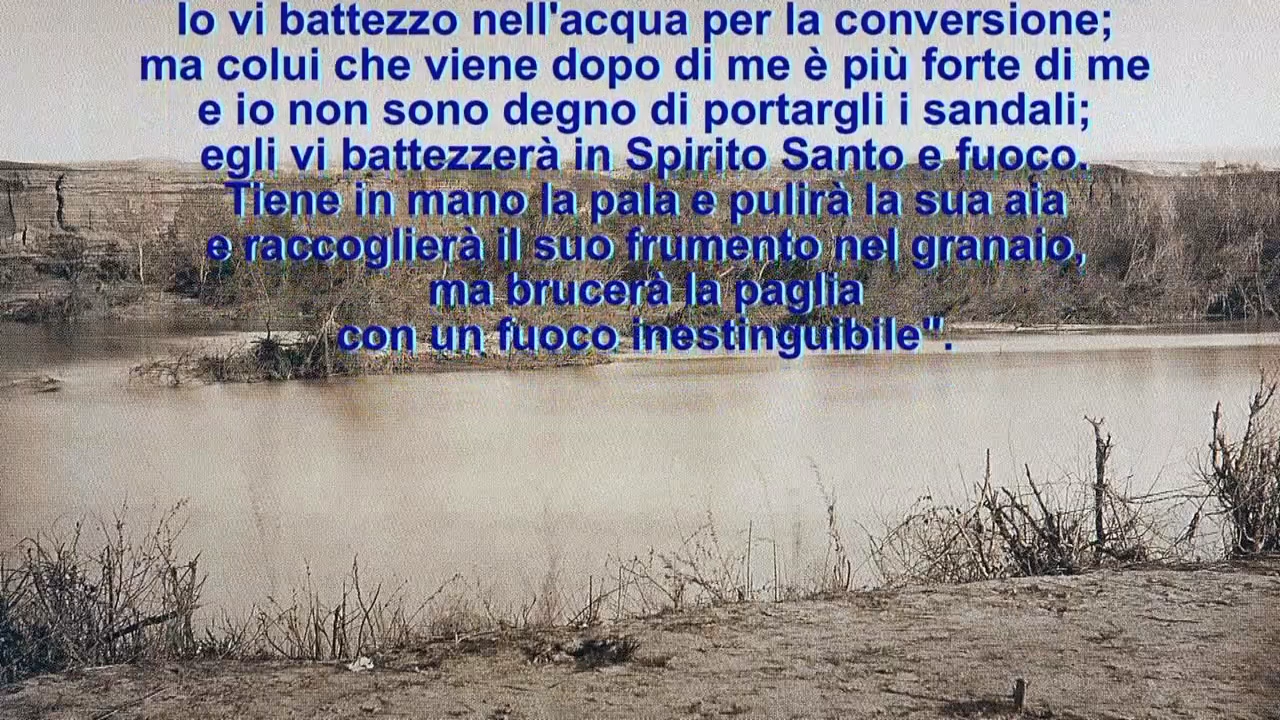 Io vi battezzo nell'acqua per la conversione;
ma colui che viene dopo di me è più forte di me
e io non sono degno di portargli i sandali;
egli vi battezzerà in Spirito Santo e fuoco.
Tiene in mano la pala e pulirà la sua aia
e raccoglierà il suo frumento nel granaio,
ma brucerà la paglia
con un fuoco inestinguibile".